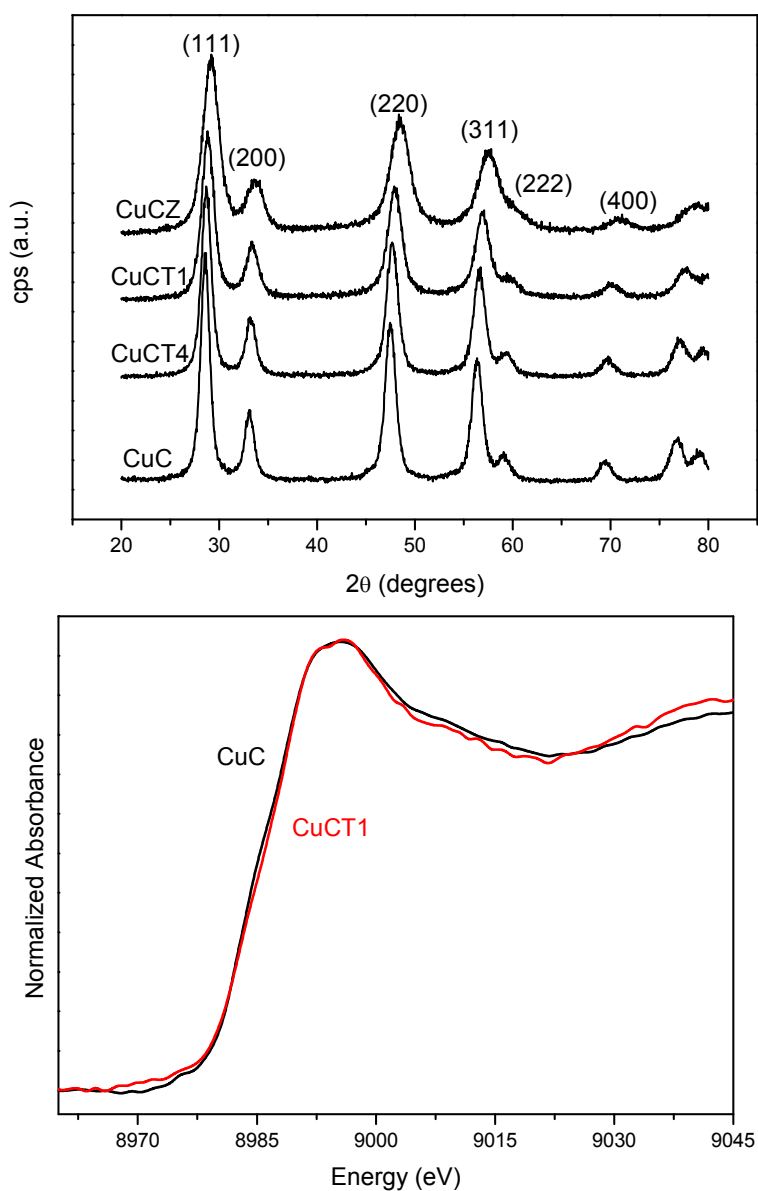 (111)
(200)
(220)
(311)
(222)
(400)
CuCZ
CuCT1
CuCT4
CuC
cps (a.u.)
20 30 40 50 60 70 80
2θ (degrees)
CuC
CuCT1
Normalized Absorbance
8970 8985 9000 9015 9030 9045
Energy (eV)